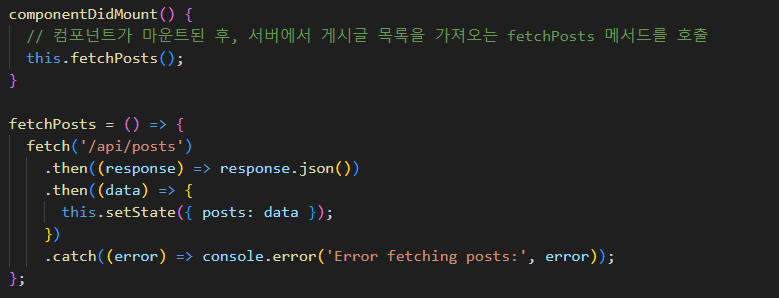 componentDidMount() {
  // 컴포넌트가 마운트된 후, 서버에서 게시글 목록을 가져오는 fetchPosts 메서드를 호출
  this.fetchPosts();
}

fetchPosts = () => {
  fetch('/api/posts')
    .then((response) => response.json())
    .then((data) => {
      this.setState({ posts: data });
    })
    .catch((error) => console.error('Error fetching posts:', error));
};